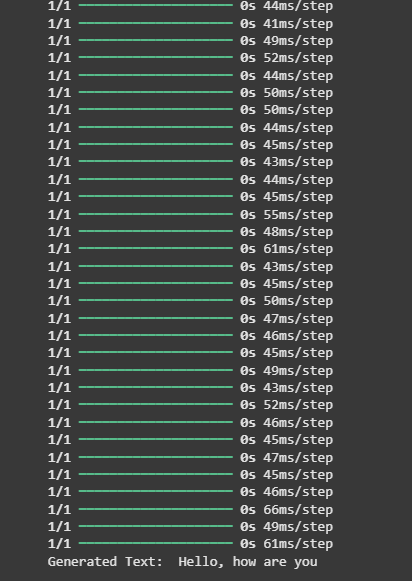 1/1 ━━━━━━━━━━━━━━━━━━━━ 0s 44ms/step
1/1 ━━━━━━━━━━━━━━━━━━━━ 0s 41ms/step
1/1 ━━━━━━━━━━━━━━━━━━━━ 0s 49ms/step
1/1 ━━━━━━━━━━━━━━━━━━━━ 0s 52ms/step
1/1 ━━━━━━━━━━━━━━━━━━━━ 0s 44ms/step
1/1 ━━━━━━━━━━━━━━━━━━━━ 0s 50ms/step
1/1 ━━━━━━━━━━━━━━━━━━━━ 0s 50ms/step
1/1 ━━━━━━━━━━━━━━━━━━━━ 0s 44ms/step
1/1 ━━━━━━━━━━━━━━━━━━━━ 0s 45ms/step
1/1 ━━━━━━━━━━━━━━━━━━━━ 0s 43ms/step
1/1 ━━━━━━━━━━━━━━━━━━━━ 0s 44ms/step
1/1 ━━━━━━━━━━━━━━━━━━━━ 0s 45ms/step
1/1 ━━━━━━━━━━━━━━━━━━━━ 0s 55ms/step
1/1 ━━━━━━━━━━━━━━━━━━━━ 0s 48ms/step
1/1 ━━━━━━━━━━━━━━━━━━━━ 0s 61ms/step
1/1 ━━━━━━━━━━━━━━━━━━━━ 0s 43ms/step
1/1 ━━━━━━━━━━━━━━━━━━━━ 0s 45ms/step
1/1 ━━━━━━━━━━━━━━━━━━━━ 0s 50ms/step
1/1 ━━━━━━━━━━━━━━━━━━━━ 0s 47ms/step
1/1 ━━━━━━━━━━━━━━━━━━━━ 0s 46ms/step
1/1 ━━━━━━━━━━━━━━━━━━━━ 0s 45ms/step
1/1 ━━━━━━━━━━━━━━━━━━━━ 0s 49ms/step
1/1 ━━━━━━━━━━━━━━━━━━━━ 0s 43ms/step
1/1 ━━━━━━━━━━━━━━━━━━━━ 0s 52ms/step
1/1 ━━━━━━━━━━━━━━━━━━━━ 0s 46ms/step
1/1 ━━━━━━━━━━━━━━━━━━━━ 0s 45ms/step
1/1 ━━━━━━━━━━━━━━━━━━━━ 0s 47ms/step
1/1 ━━━━━━━━━━━━━━━━━━━━ 0s 45ms/step
1/1 ━━━━━━━━━━━━━━━━━━━━ 0s 46ms/step
1/1 ━━━━━━━━━━━━━━━━━━━━ 0s 66ms/step
1/1 ━━━━━━━━━━━━━━━━━━━━ 0s 49ms/step
1/1 ━━━━━━━━━━━━━━━━━━━━ 0s 61ms/step
Generated Text:  Hello, how are you